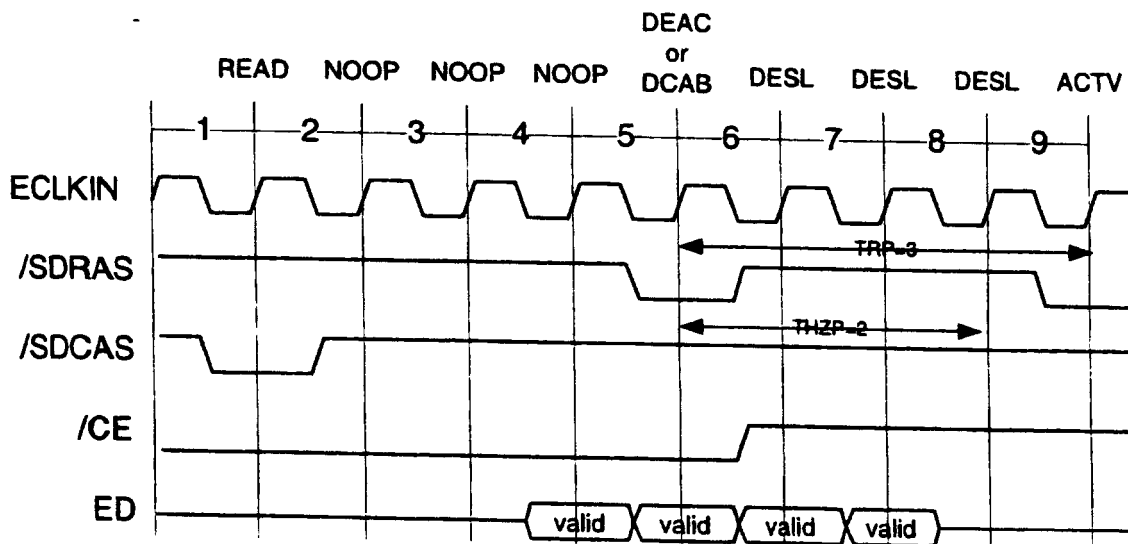 DEAC
or
READ NOOP NOOP NOOP DCAB DESL DESL DESL ACTV
1 2 3 4 5 6 7 8 9
ECLKIN
TRP=3
/SDRAS
THZP=2
/SDCAS
/CE
ED valid valid valid valid